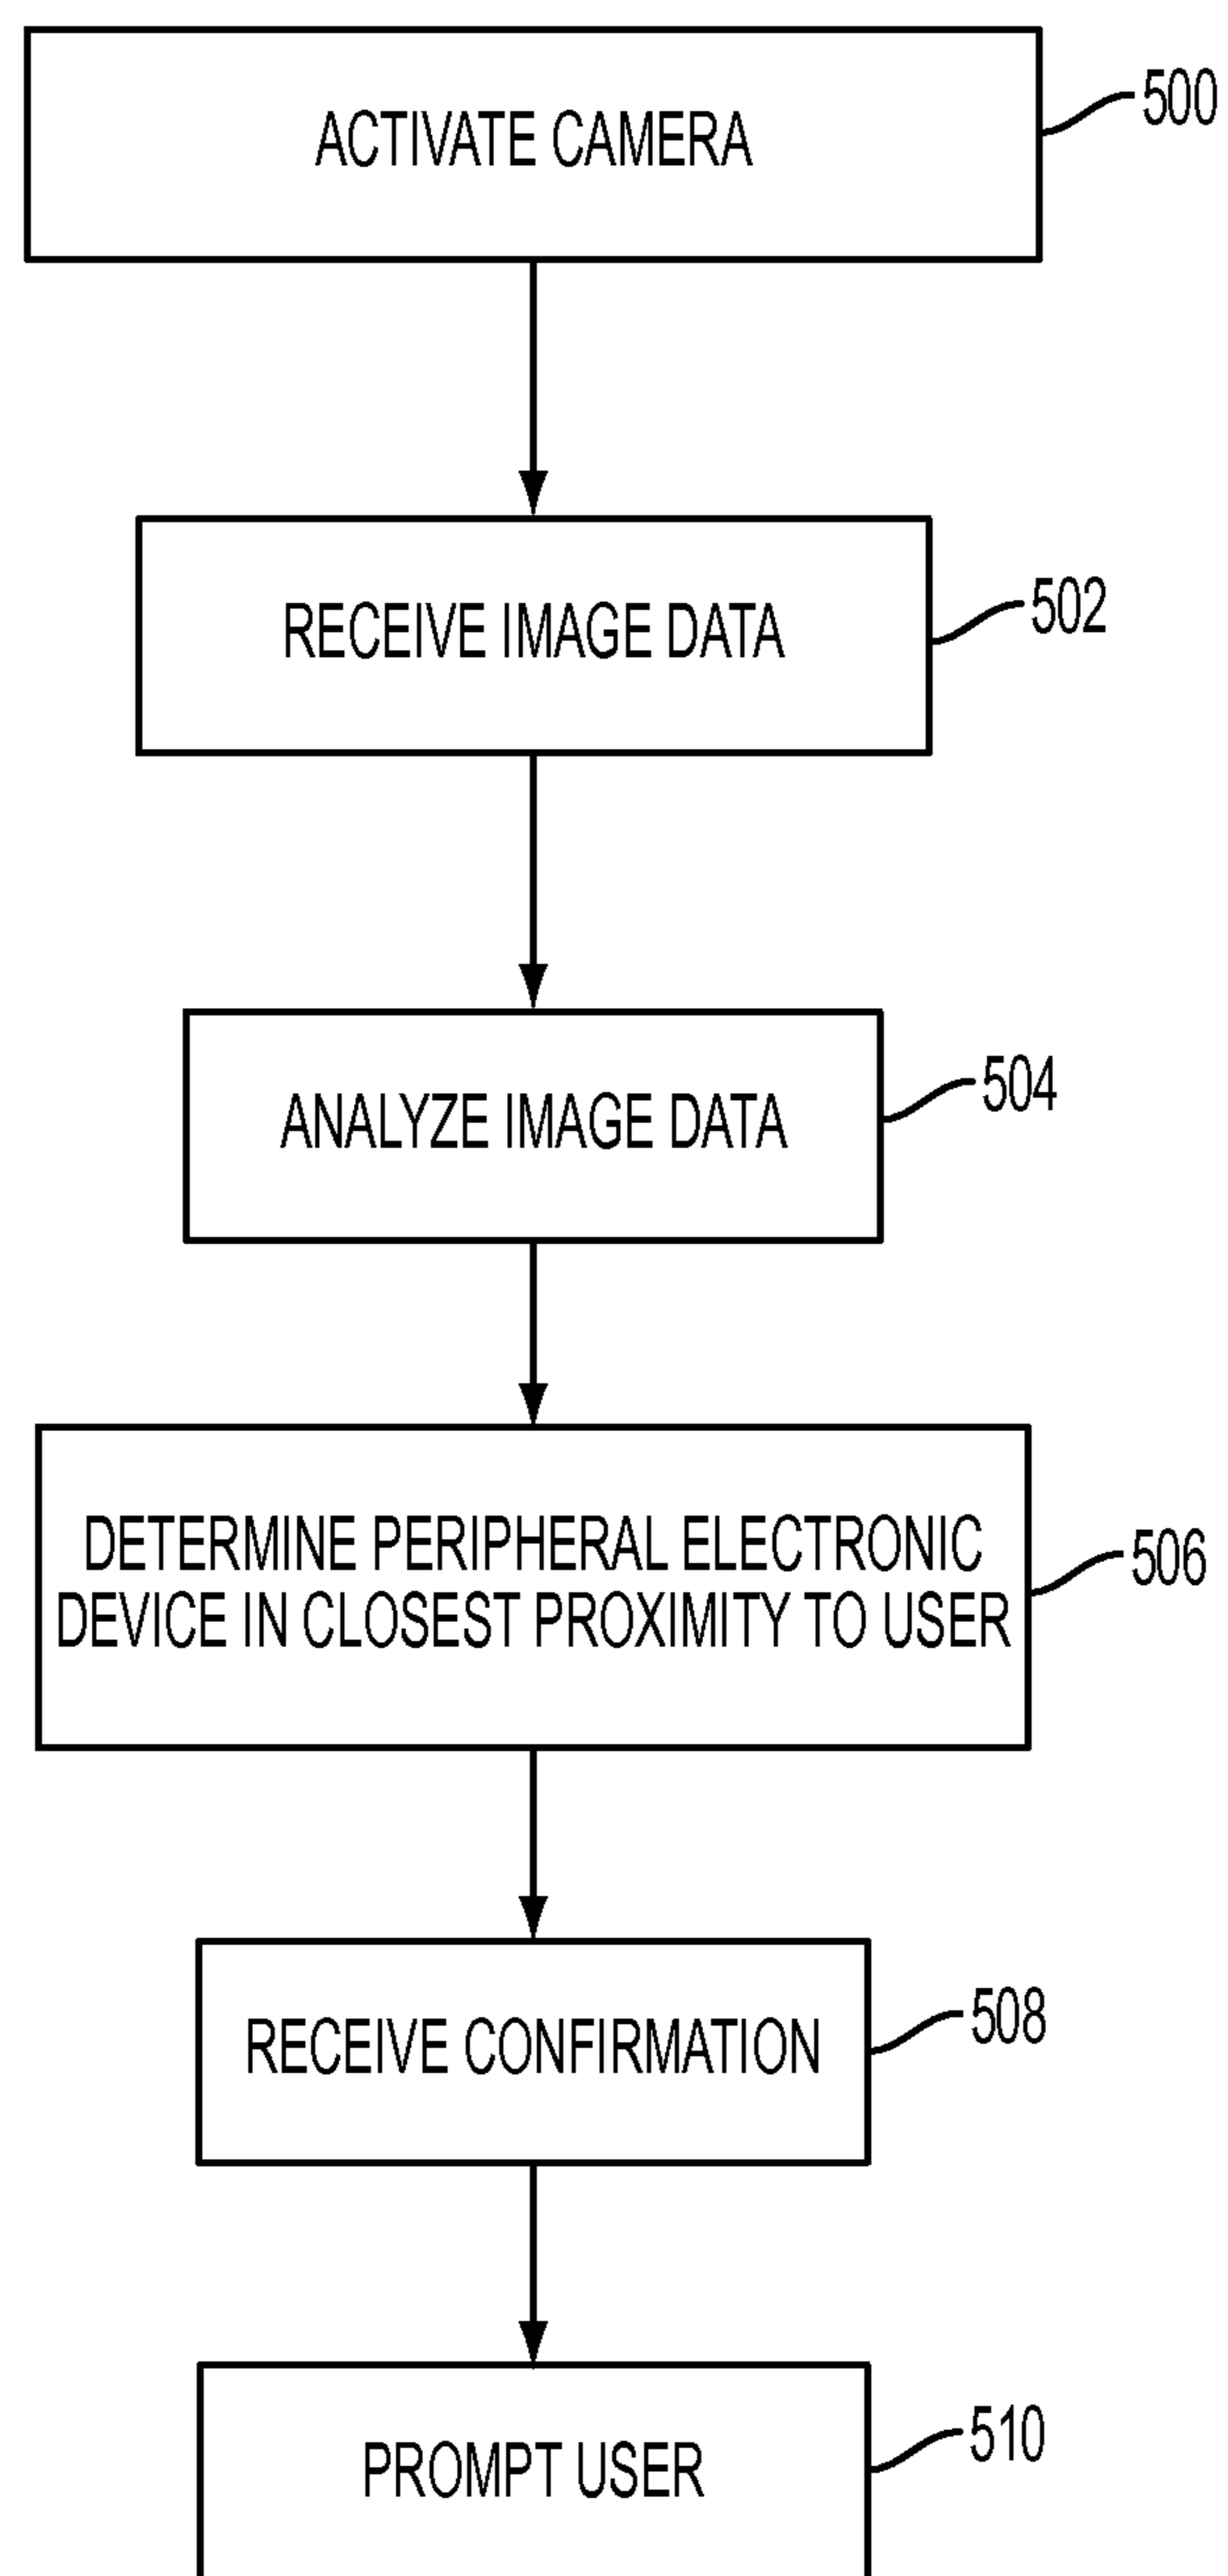 ACTIVATE CAMERA
500
RECEIVE IMAGE DATA
502
ANALYZE IMAGE DATA
504
DETERMINE PERIPHERAL ELECTRONIC
DEVICE IN CLOSEST PROXIMITY TO USER
506
RECEIVE CONFIRMATION
508
PROMPT USER
510